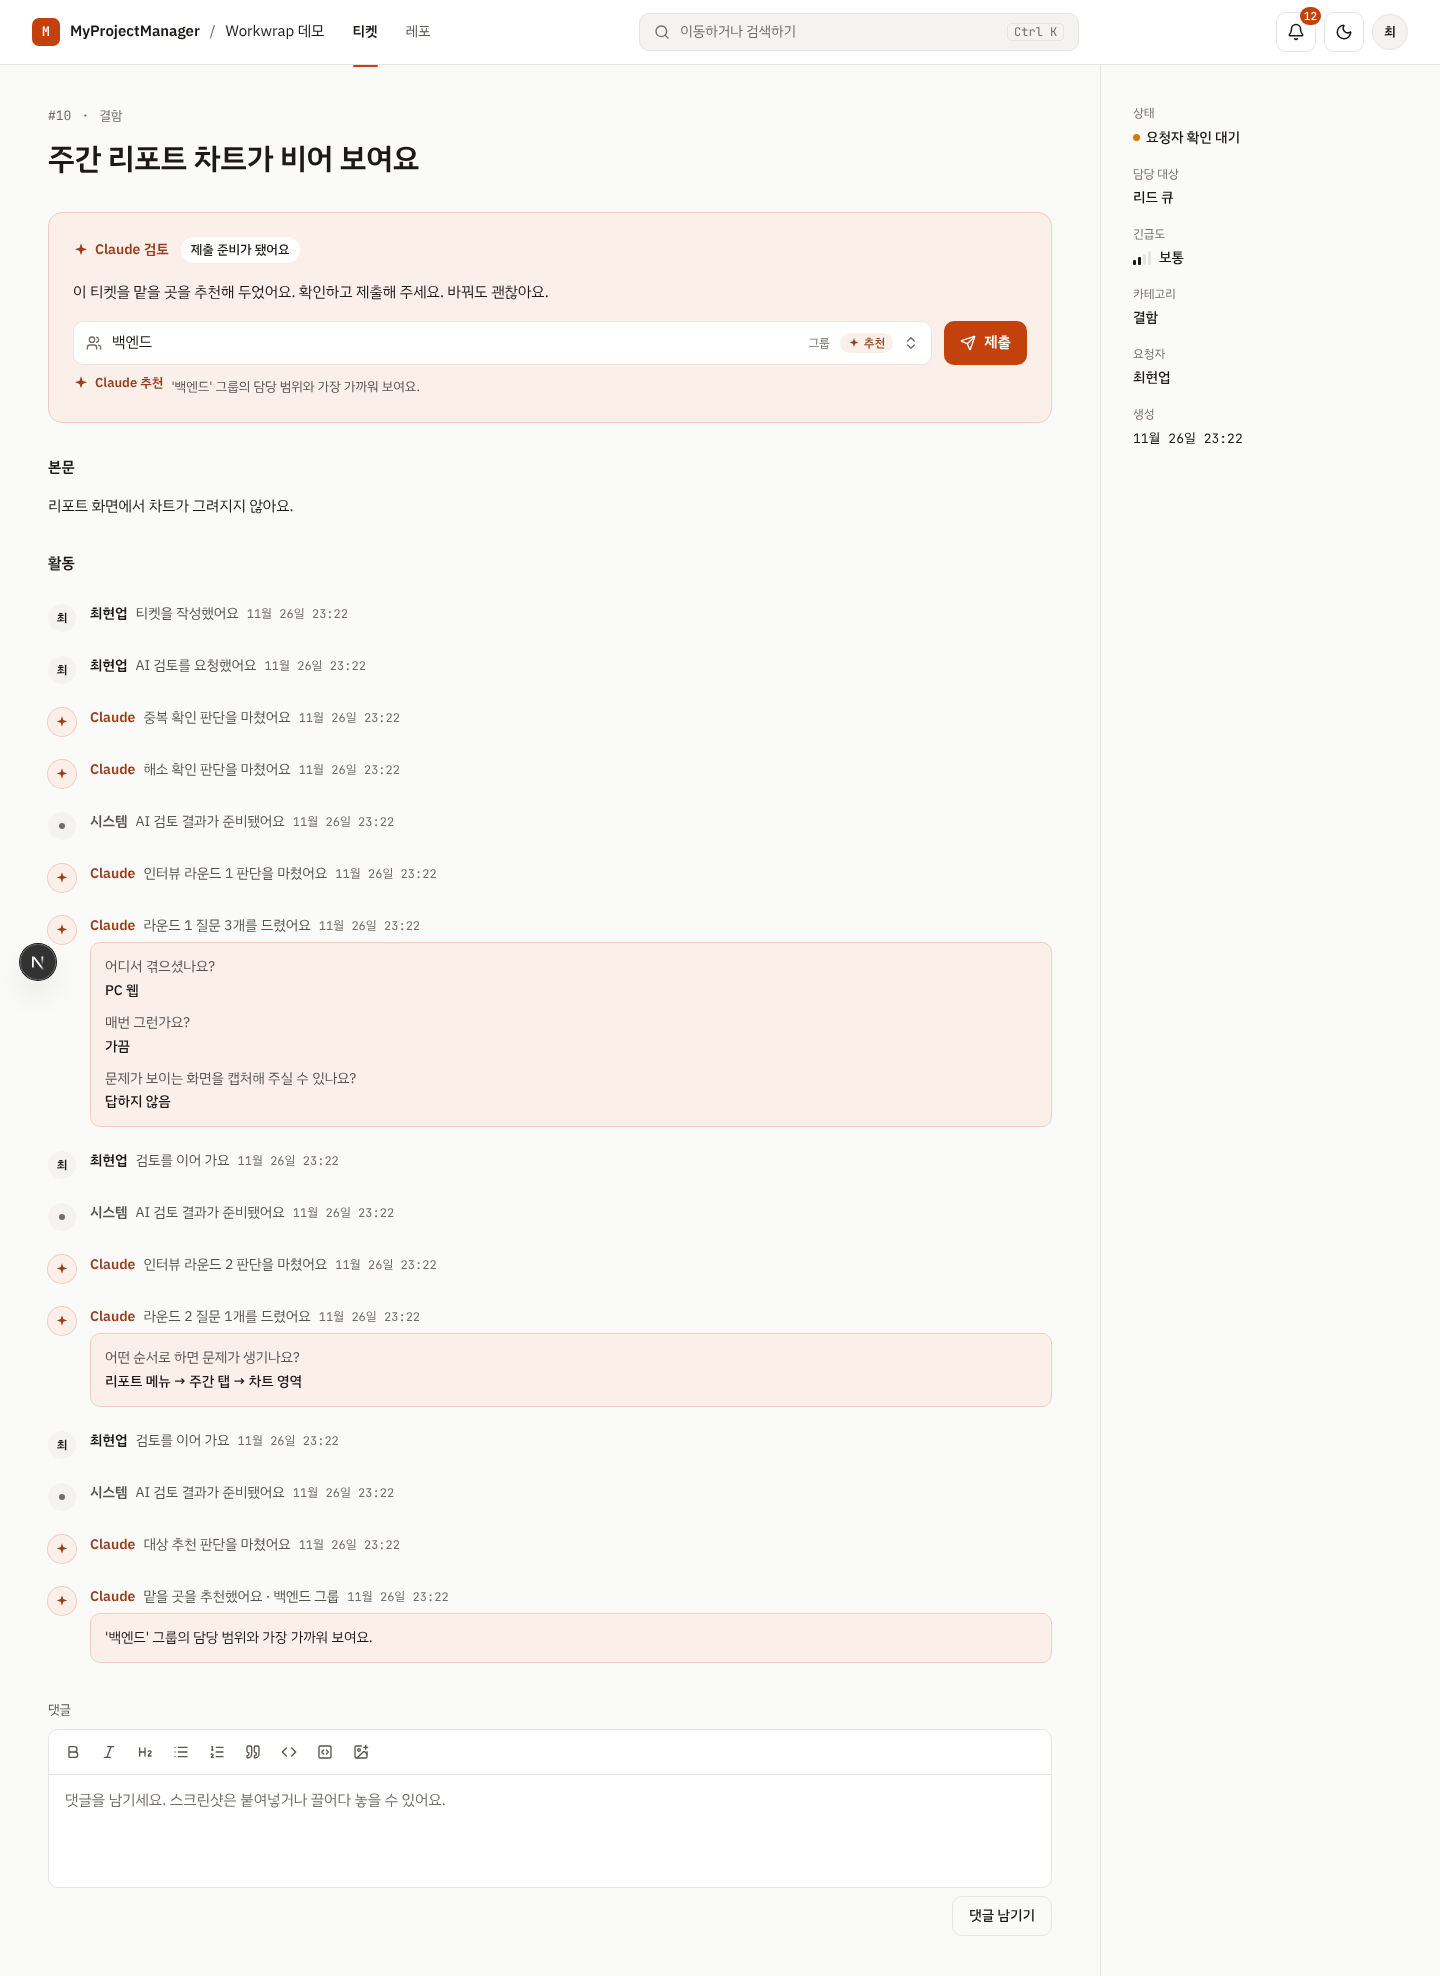 M MyProjectManager / Workwrap 데모 티켓 레포 이동하거나 검색하기 Ctrl K 12 최
#10 · 결함
주간 리포트 차트가 비어 보여요
Claude 검토 제출 준비가 됐어요
이 티켓을 맡을 곳을 추천해 두었어요. 확인하고 제출해 주세요. 바꿔도 괜찮아요.
백엔드 그룹 추천 제출
Claude 추천 '백엔드' 그룹의 담당 범위와 가장 가까워 보여요.
본문
리포트 화면에서 차트가 그려지지 않아요.
활동
최 최현업 티켓을 작성했어요 11월 26일 23:22
최 최현업 AI 검토를 요청했어요 11월 26일 23:22
Claude 중복 확인 판단을 마쳤어요 11월 26일 23:22
Claude 해소 확인 판단을 마쳤어요 11월 26일 23:22
시스템 AI 검토 결과가 준비됐어요 11월 26일 23:22
Claude 인터뷰 라운드 1 판단을 마쳤어요 11월 26일 23:22
Claude 라운드 1 질문 3개를 드렸어요 11월 26일 23:22
N
어디서 겪으셨나요?
PC 웹
매번 그런가요?
가끔
문제가 보이는 화면을 캡처해 주실 수 있나요?
답하지 않음
최 최현업 검토를 이어 가요 11월 26일 23:22
시스템 AI 검토 결과가 준비됐어요 11월 26일 23:22
Claude 인터뷰 라운드 2 판단을 마쳤어요 11월 26일 23:22
Claude 라운드 2 질문 1개를 드렸어요 11월 26일 23:22
어떤 순서로 하면 문제가 생기나요?
리포트 메뉴 → 주간 탭 → 차트 영역
최 최현업 검토를 이어 가요 11월 26일 23:22
시스템 AI 검토 결과가 준비됐어요 11월 26일 23:22
Claude 대상 추천 판단을 마쳤어요 11월 26일 23:22
Claude 맡을 곳을 추천했어요 · 백엔드 그룹 11월 26일 23:22
'백엔드' 그룹의 담당 범위와 가장 가까워 보여요.
댓글
B I H2
댓글을 남기세요. 스크린샷은 붙여넣거나 끌어다 놓을 수 있어요.
댓글 남기기
상태
요청자 확인 대기
담당 대상
리드 큐
긴급도
보통
카테고리
결함
요청자
최현업
생성
11월 26일 23:22